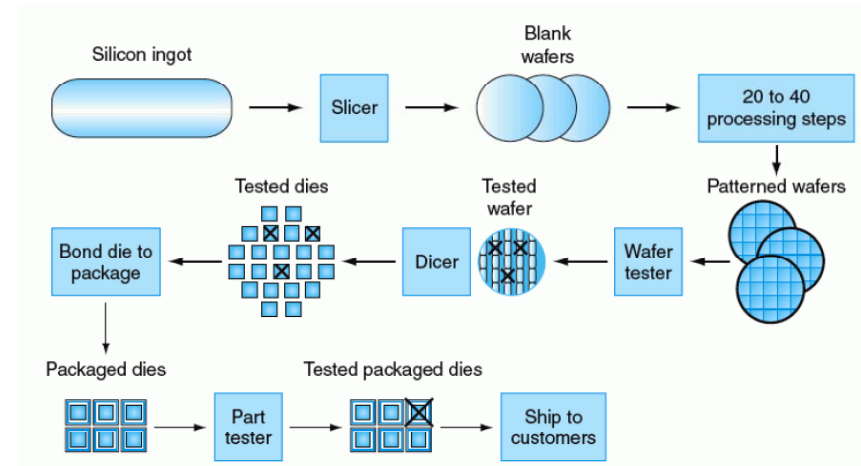 Silicon ingot
Slicer
Blank
wafers
20 to 40
processing steps
Tested dies
Tested
wafer
Patterned wafers
Bond die to
package
Dicer
Wafer
tester
Packaged dies
Tested packaged dies
Part
tester
Ship to
customers